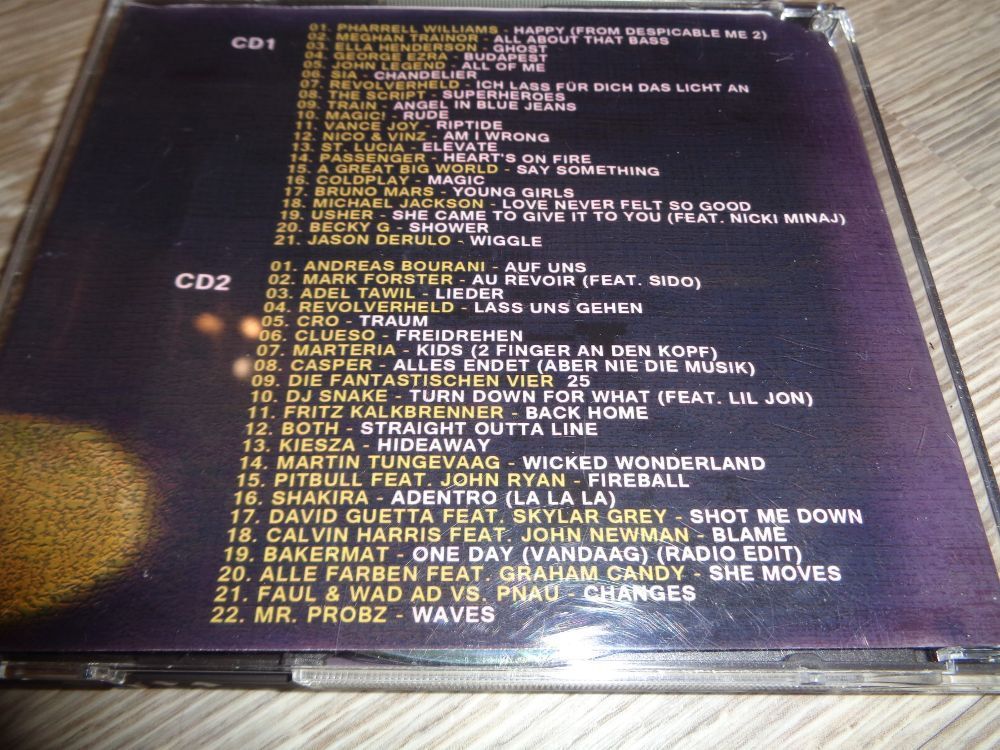 CD1
01. PHARRELL WILLIAMS - HAPPY (FROM DESPICABLE ME 2)
02. MEGHAN TRAINOR - ALL ABOUT THAT BASS
03. ELLA HENDERSON - GHOST
04. GEORGE EZRA - BUDAPEST
05. JOHN LEGEND - ALL OF ME
06. SIA - CHANDELIER
07. REVOLVERHELD - ICH LASS FÜR DICH DAS LICHT AN
08. THE SCRIPT - SUPERHEROES
09. TRAIN - ANGEL IN BLUE JEANS
10. MAGIC! - RUDE
11. VANCE JOY - RIPTIDE
12. NICO & VINZ - AM I WRONG
13. ST. LUCIA - ELEVATE
14. PASSENGER - HEART'S ON FIRE
15. A GREAT BIG WORLD - SAY SOMETHING
16. COLDPLAY - MAGIC
17. BRUNO MARS - YOUNG GIRLS
18. MICHAEL JACKSON - LOVE NEVER FELT SO GOOD
19. USHER - SHE CAME TO GIVE IT TO YOU (FEAT. NICKI MINAJ)
20. BECKY G - SHOWER
21. JASON DERULO - WIGGLE
CD2
01. ANDREAS BOURANI - AUF UNS
02. MARK FORSTER - AU REVOIR (FEAT. SIDO)
03. ADEL TAWIL - LIEDER
04. REVOLVERHELD - LASS UNS GEHEN
05. CRO - TRAUM
06. CLUESO - FREIDREHEN
07. MARTERIA - KIDS (2 FINGER AN DEN KOPF)
08. CASPER - ALLES ENDET (ABER NIE DIE MUSIK)
09. DIE FANTASTISCHEN VIER 25
10. DJ SNAKE - TURN DOWN FOR WHAT (FEAT. LIL JON)
11. FRITZ KALKBRENNER - BACK HOME
12. BOTH - STRAIGHT OUTTA LINE
13. KIESZA - HIDEAWAY
14. MARTIN TUNGEVAAG - WICKED WONDERLAND
15. PITBULL FEAT. JOHN RYAN - FIREBALL
16. SHAKIRA - ADENTRO (LA LA LA)
17. DAVID GUETTA FEAT. SKYLAR GREY - SHOT ME DOWN
18. CALVIN HARRIS FEAT. JOHN NEWMAN - BLAME
19. BAKERMAT - ONE DAY (VANDAAG) (RADIO EDIT)
20. ALLE FARBEN FEAT. GRAHAM CANDY - SHE MOVES
21. FAUL & WAD AD VS. PNAU - CHANGES
22. MR. PROBZ - WAVES